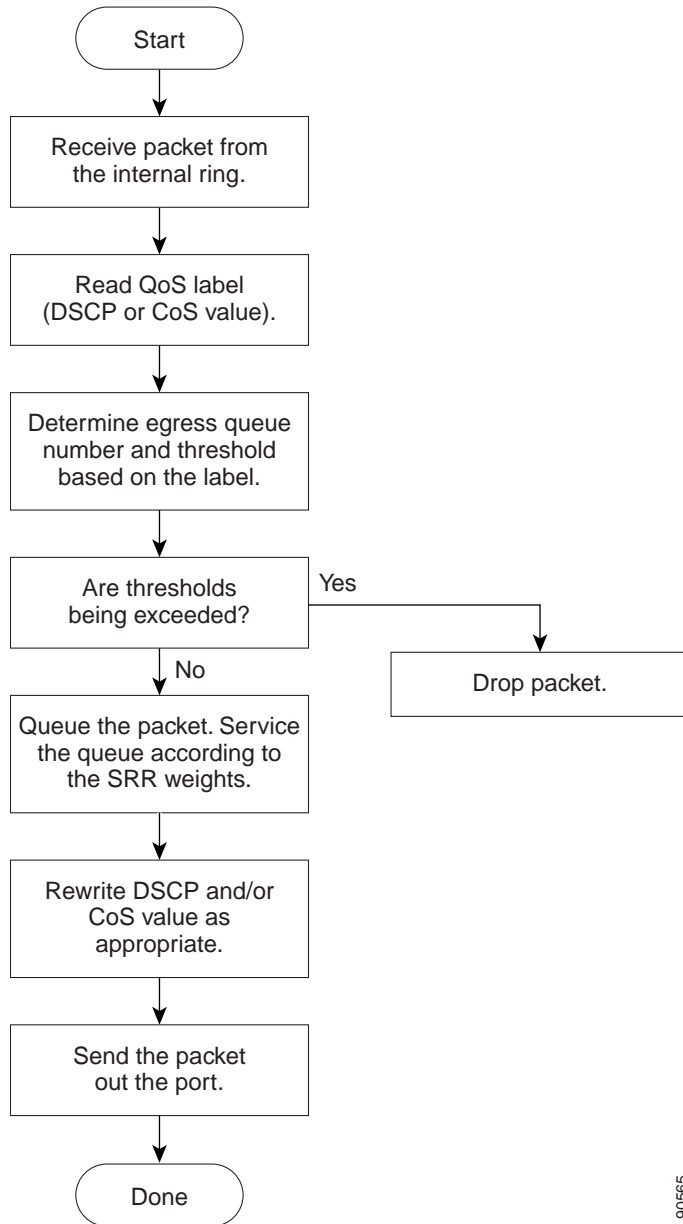 Start
Receive packet from
the internal ring.
Read QoS label
(DSCP or CoS value).
Determine egress queue
number and threshold
based on the label.
Are thresholds
being exceeded?
Yes
No
Drop packet.
Queue the packet. Service
the queue according to
the SRR weights.
Rewrite DSCP and/or
CoS value as
appropriate.
Send the packet
out the port.
Done
90565